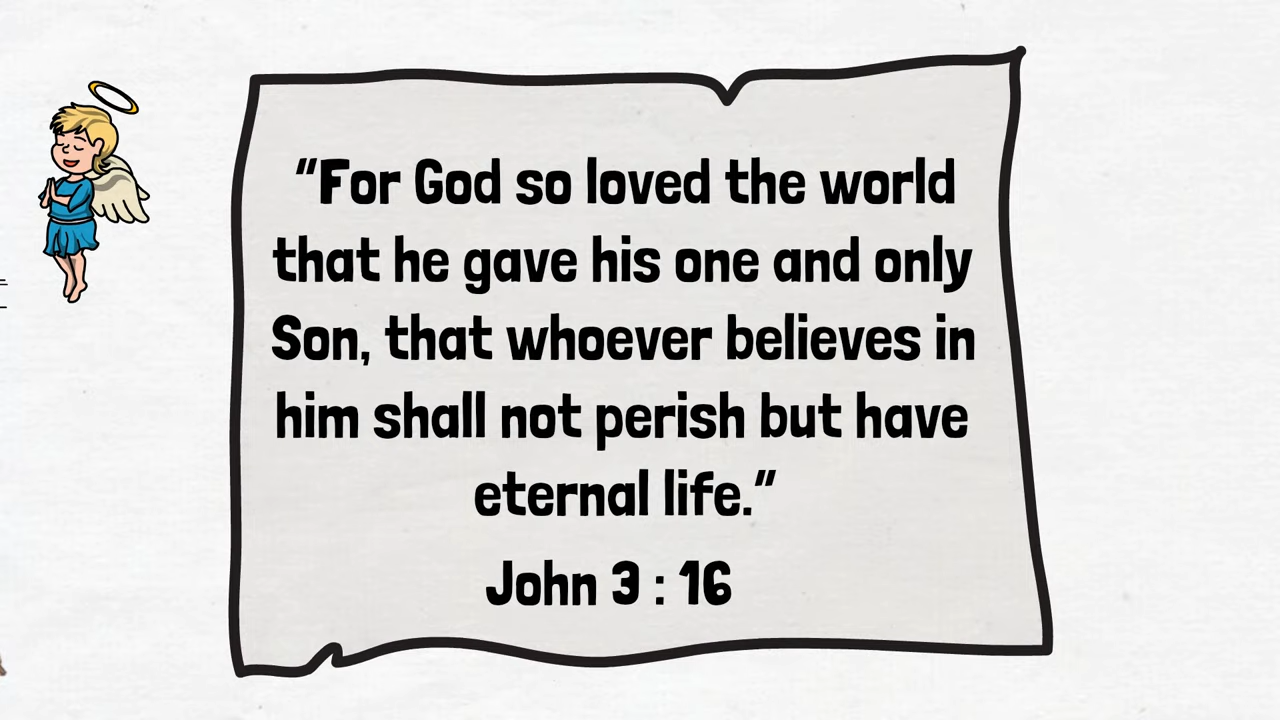 “For God so loved the world
that he gave his one and only
Son, that whoever believes in
him shall not perish but have
eternal life.”
John 3 : 16